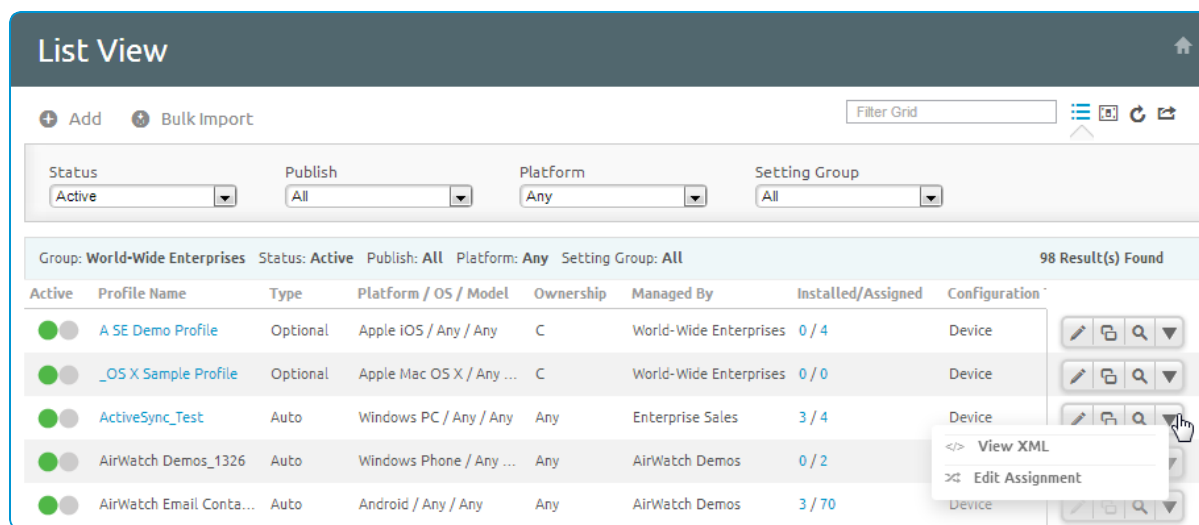 List View
Add Bulk Import Filter Grid
Status Publish Platform Setting Group
Active All Any All
Group: World-Wide Enterprises Status: Active Publish: All Platform: Any Setting Group: All 98 Result(s) Found
Active Profile Name Type Platform / OS / Model Ownership Managed By Installed/Assigned Configuration
A SE Demo Profile Optional Apple iOS / Any / Any C World-Wide Enterprises 0 / 4 Device
_OS X Sample Profile Optional Apple Mac OS X / Any ... C World-Wide Enterprises 0 / 0 Device
ActiveSync_Test Auto Windows PC / Any / Any Any Enterprise Sales 3 / 4 Device
</> View XML
AirWatch Demos_1326 Auto Windows Phone / Any ... Any AirWatch Demos 0 / 2
Edit Assignment
AirWatch Email Conta... Auto Android / Any / Any Any AirWatch Demos 3 / 70 Device